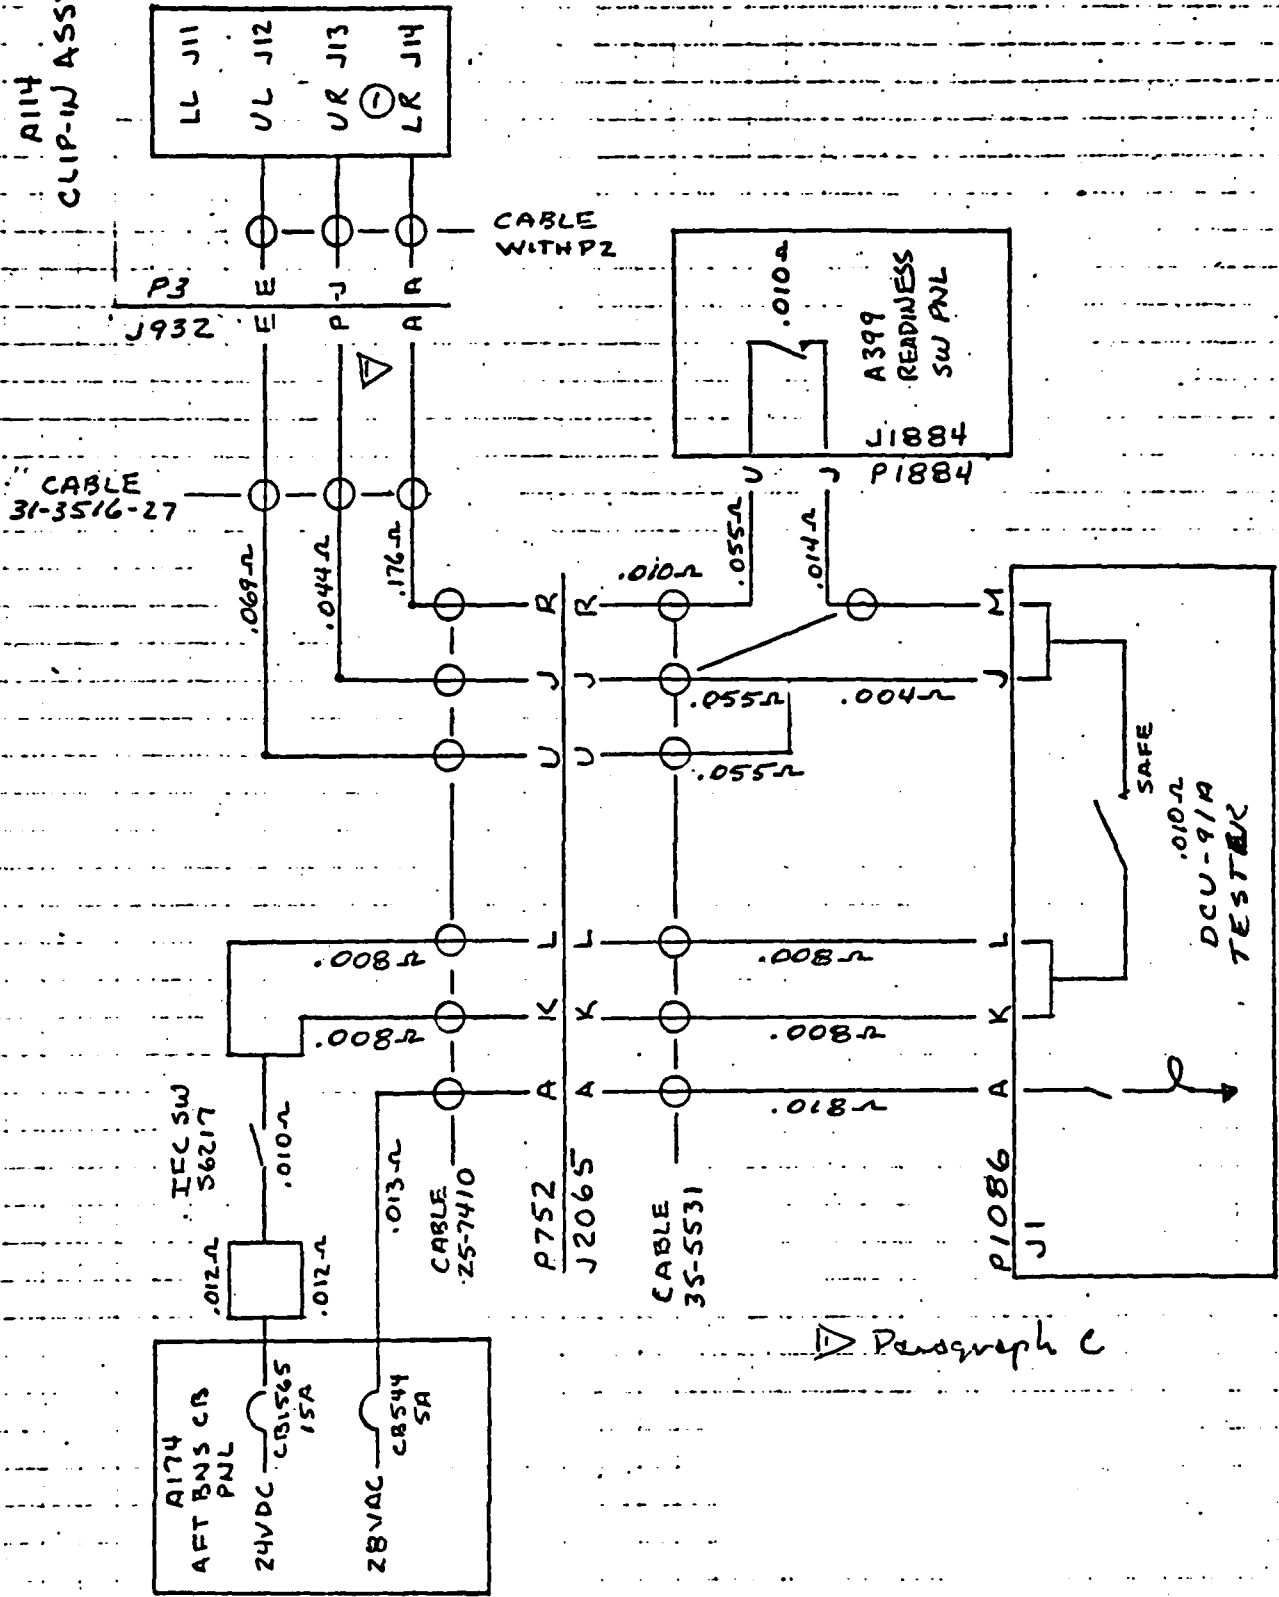 A114
CLIP-IN ASS
LL J11
UL J12
UR J13
(-)
LR J14
CABLE
WITH P2
P3 E J A
J932 E P A
1
.010Ω
A399
READINESS
SW PNL
J1884
P1884
U J
" CABLE
31-3516-27
.069Ω
.044Ω
.176Ω
.010Ω
.055Ω
.014Ω
R R M
J J J
.055Ω
.004Ω
U U
.055Ω
SAFE
.010Ω
DCU-9/A
TESTER
.008Ω
L L
.008Ω
L
.008Ω
K K
.008Ω
K
A A
.018Ω
A
IFC SW
S6217
.010Ω
.013Ω
CABLE
25-7410
P752
J2065
CABLE
35-5531
P1086
J1
.012Ω
.012Ω
A174
AFT BNS CB
PNL
24VDC
CB1565
15A
28VAC
CB544
5A
1 Paragraph C